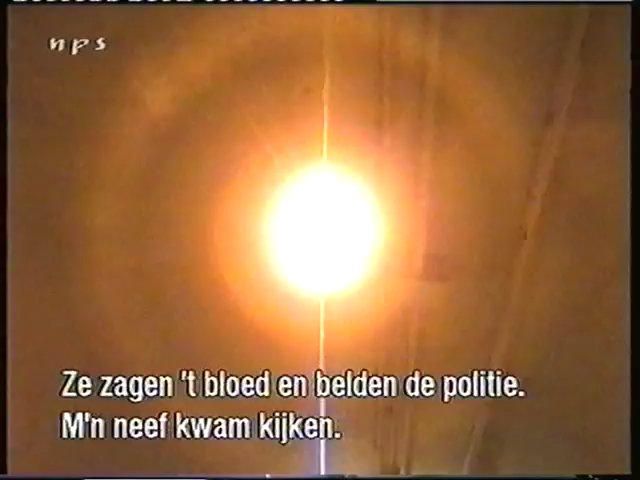 nps
Ze zagen 't bloed en belden de politie.
M'n neef kwam kijken.